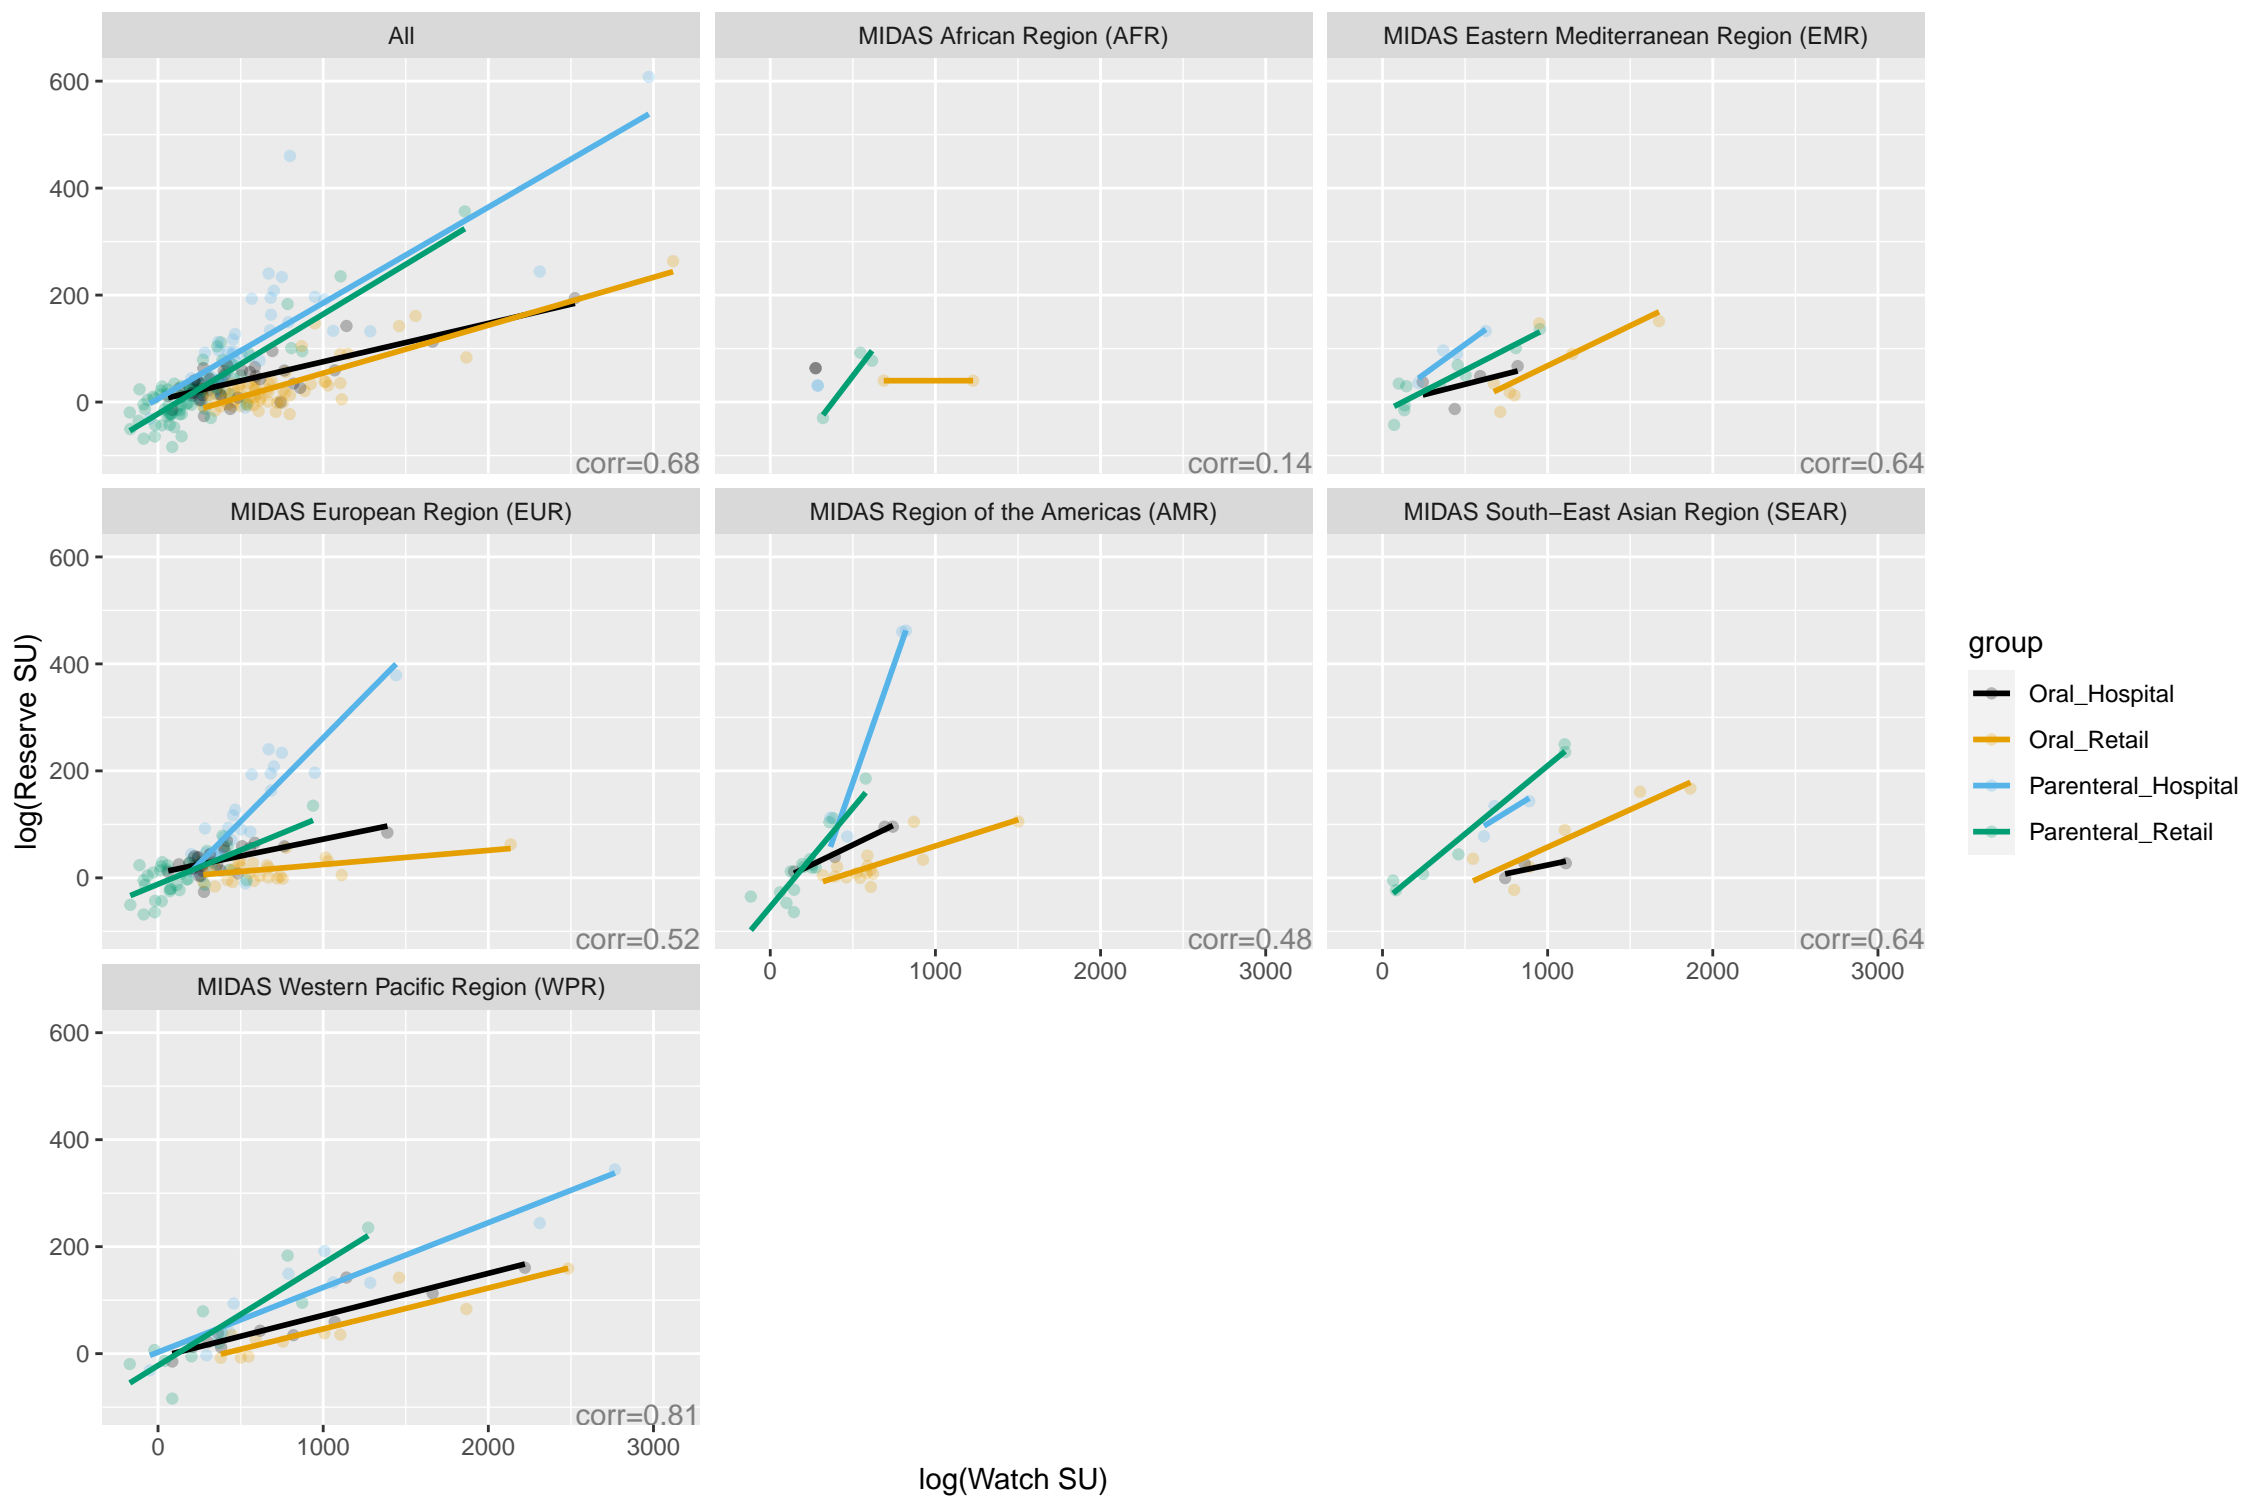 All
MIDAS African Region (AFR)
MIDAS Eastern Mediterranean Region (EMR)
600
400
200
0
corr=0.68
corr=0.14
corr=0.64
MIDAS European Region (EUR)
MIDAS Region of the Americas (AMR)
MIDAS South−East Asian Region (SEAR)
600
400
200
0
corr=0.52
corr=0.48
corr=0.64
0
1000
2000
3000
0
1000
2000
3000
MIDAS Western Pacific Region (WPR)
600
400
200
0
corr=0.81
0
1000
2000
3000
log(Watch SU)
log(Reserve SU)
group
Oral_Hospital
Oral_Retail
Parenteral_Hospital
Parenteral_Retail